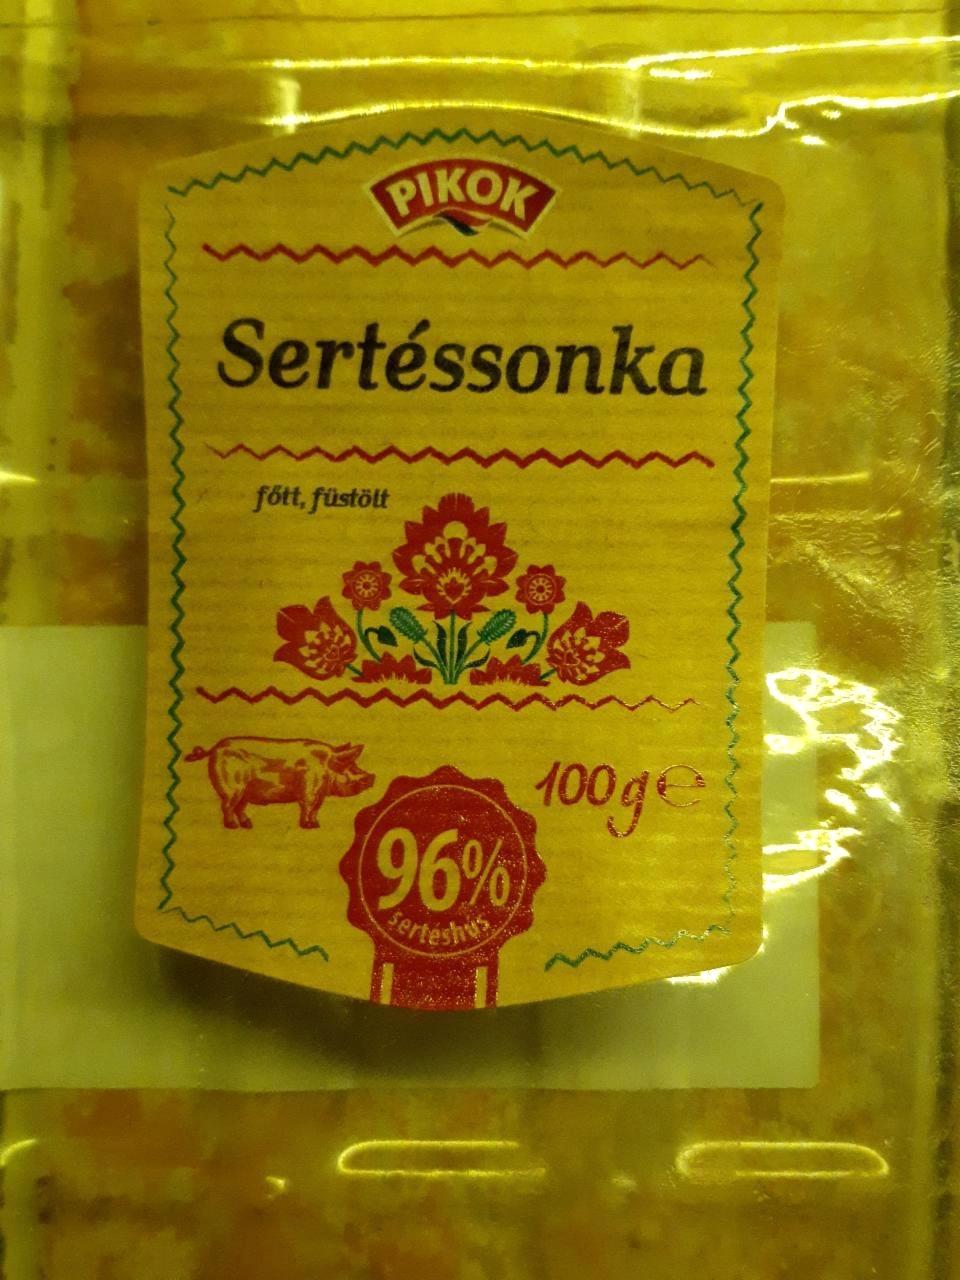 PIKOK
Sertéssonka
főtt, füstölt
100g℮
96%
sertéshús